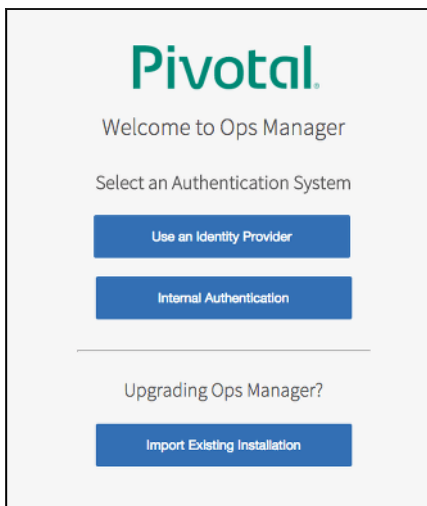 Pivotal.
Welcome to Ops Manager
Select an Authentication System
Use an Identity Provider
Internal Authentication
Upgrading Ops Manager?
Import Existing Installation